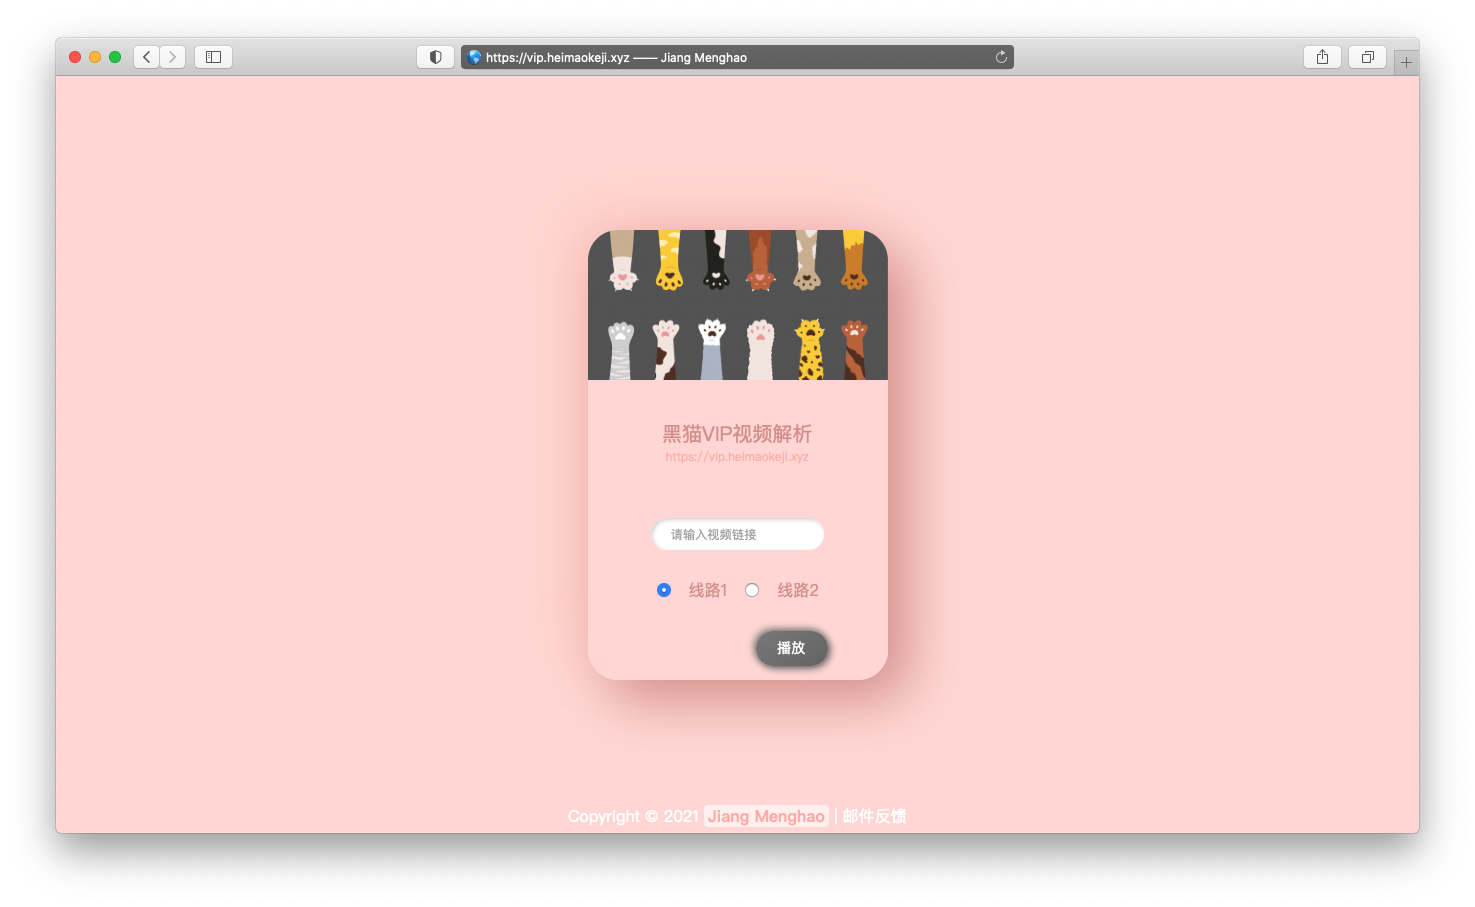 https://vip.heimaokeji.xyz —— Jiang Menghao
黑猫VIP视频解析
https://vip.heimaokeji.xyz
请输入视频链接
线路1 线路2
播放
Copyright © 2021 Jiang Menghao | 邮件反馈